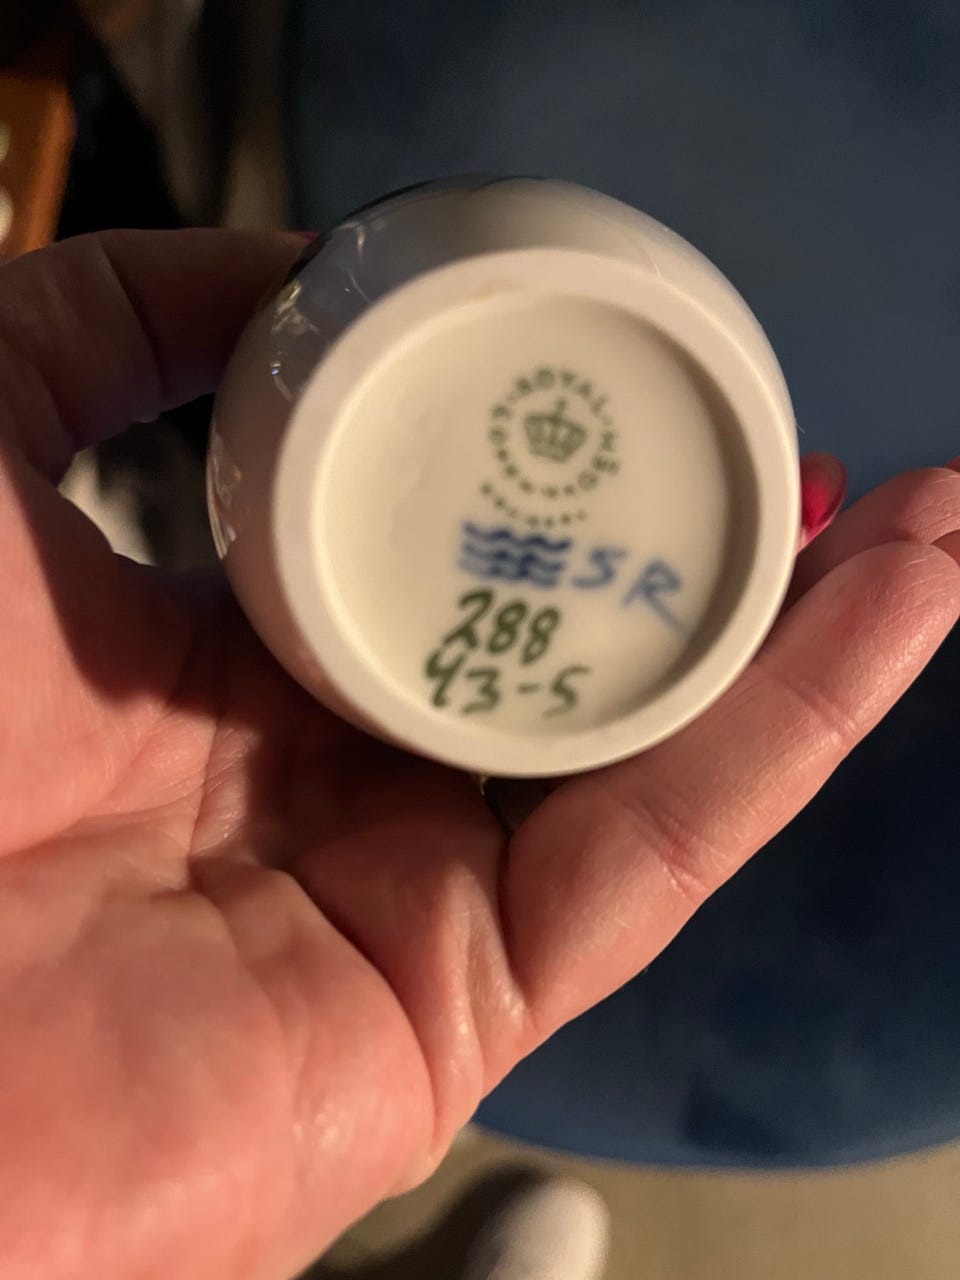 ROYAL COPENHAGEN
DENMARK
SR
288
43-5